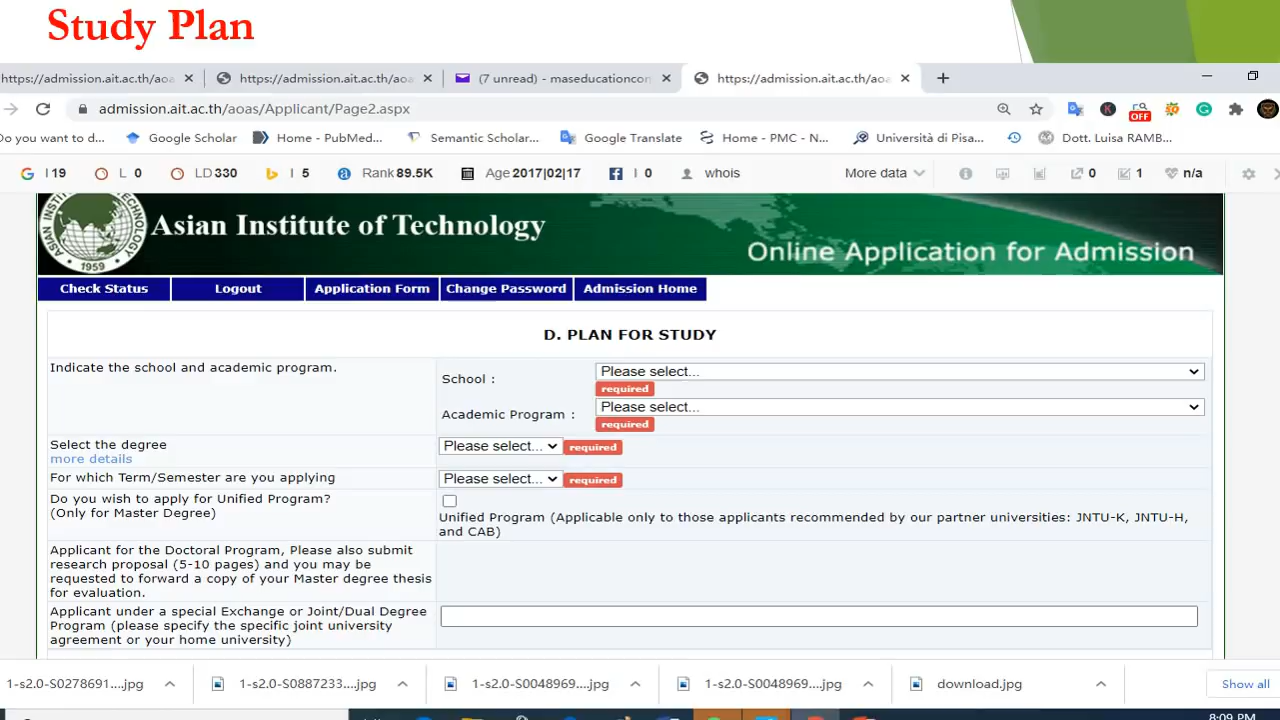 Study Plan
https://admission.ait.ac.th/aoa
https://admission.ait.ac.th/aoa
(7 unread) - maseducationcor
https://admission.ait.ac.th/aoa
admission.ait.ac.th/aoas/Applicant/Page2.aspx
OFF
Do you want to d...
Google Scholar
Home - PubMed...
Semantic Scholar...
Google Translate
Home - PMC - N...
Università di Pisa...
Dott. Luisa RAMB...
I 19
L 0
LD 330
I 5
Rank 89.5K
Age 2017|02|17
I 0
whois
More data
0
1
n/a
ASIAN INSTITUTE OF TECHNOLOGY
1959
Asian Institute of Technology
Online Application for Admission
Check Status
Logout
Application Form
Change Password
Admission Home
D. PLAN FOR STUDY
Indicate the school and academic program.
School :
Please select...
required
Academic Program :
Please select...
required
Select the degree
more details
Please select...
required
For which Term/Semester are you applying
Please select...
required
Do you wish to apply for Unified Program?
(Only for Master Degree)
Unified Program (Applicable only to those applicants recommended by our partner universities: JNTU-K, JNTU-H,
and CAB)
Applicant for the Doctoral Program, Please also submit
research proposal (5-10 pages) and you may be
requested to forward a copy of your Master degree thesis
for evaluation.
Applicant under a special Exchange or Joint/Dual Degree
Program (please specify the specific joint university
agreement or your home university)
1-s2.0-S0278691....jpg
1-s2.0-S0887233....jpg
1-s2.0-S0048969....jpg
1-s2.0-S0048969....jpg
download.jpg
Show all
8:09 PM